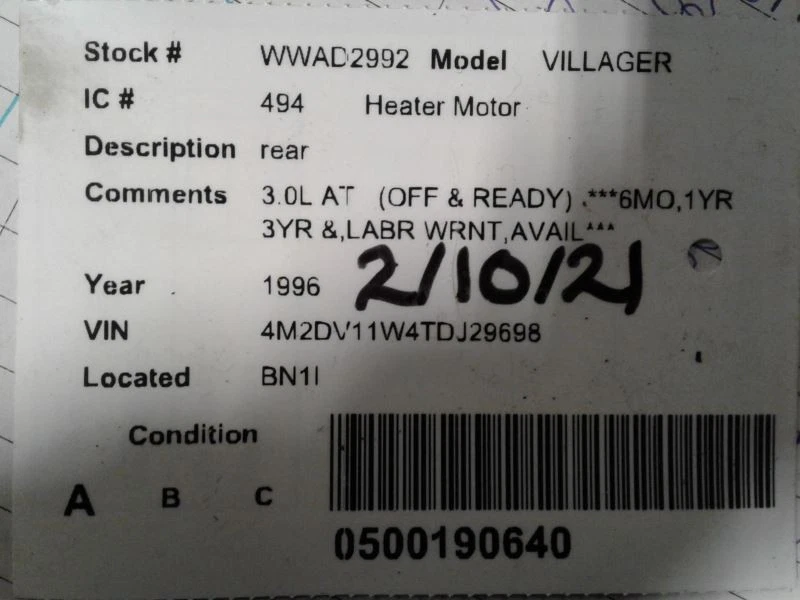 Stock # WWAD2992 Model VILLAGER
IC # 494 Heater Motor
Description rear
Comments 3.0L AT (OFF & READY) .***6MO,1YR
3YR &,LABR WRNT,AVAIL***
Year 1996 2/10/21
VIN 4M2DV11W4TDJ29698
Located BN1I
Condition
A B C
0500190640